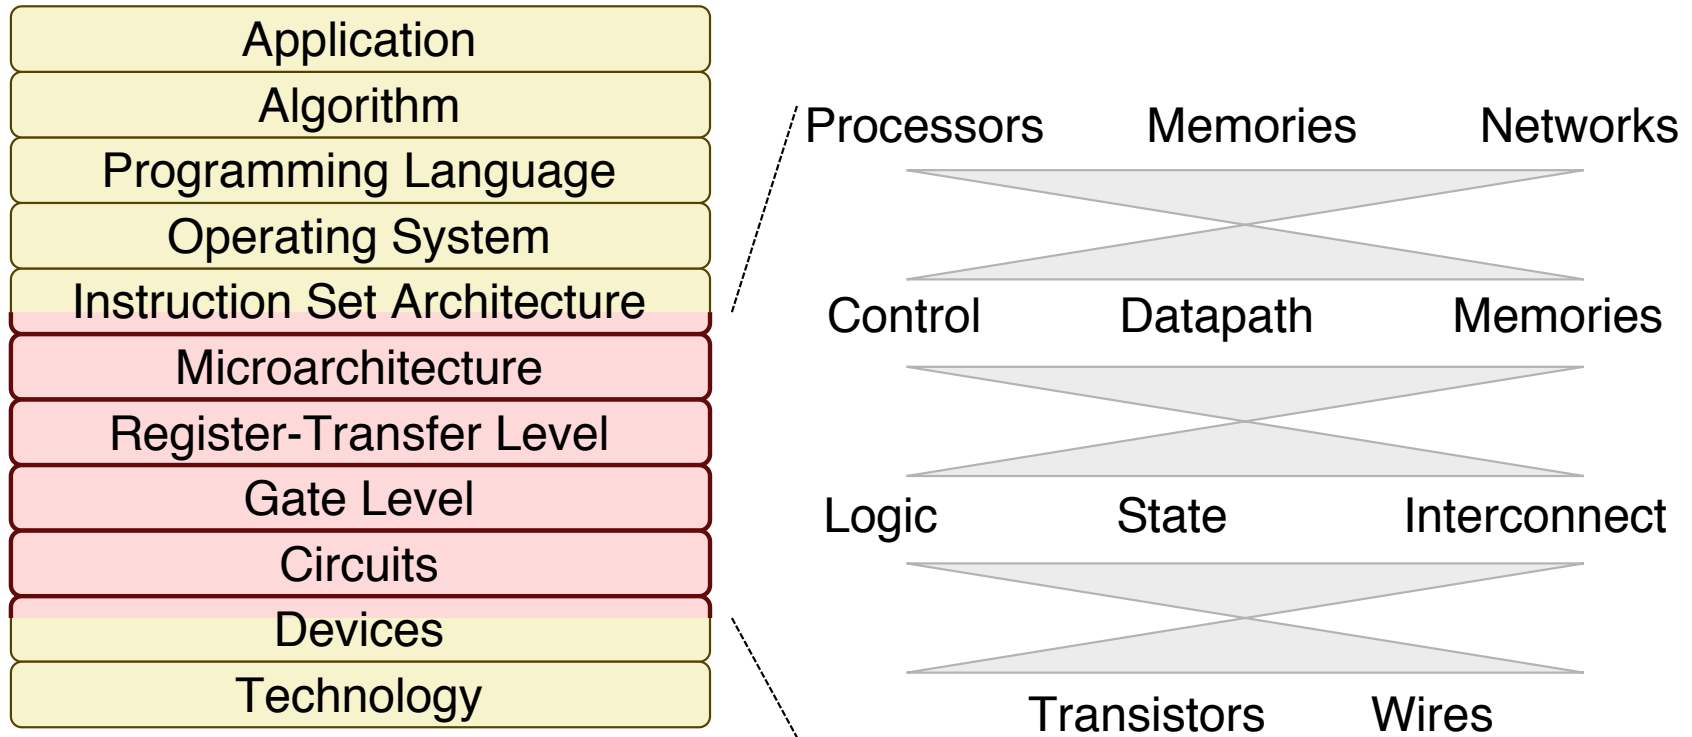 Application
Algorithm
Programming Language
Operating System
Instruction Set Architecture
Microarchitecture
Register-Transfer Level
Gate Level
Circuits
Devices
Technology
Processors Memories Networks
Control Datapath Memories
Logic State Interconnect
Transistors Wires